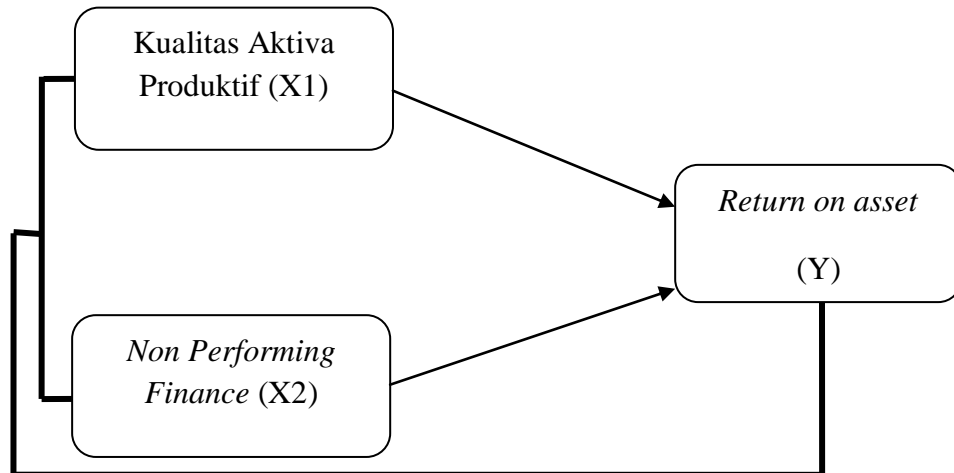 Kualitas Aktiva
Produktif (X1)
Return on asset
(Y)
Non Performing
Finance (X2)